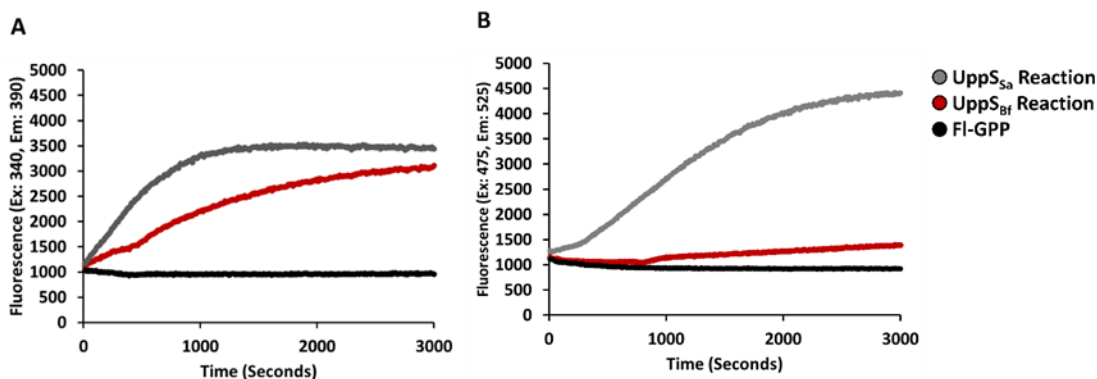 A
Fluorescence (Ex: 340, Em: 390)
5000
4500
4000
3500
3000
2500
2000
1500
1000
500
0
0 1000 2000 3000
Time (Seconds)
B
Fluorescence (Ex: 475, Em: 525)
5000
4500
4000
3500
3000
2500
2000
1500
1000
500
0
0 1000 2000 3000
Time (Seconds)
UppSSa Reaction
UppSBf Reaction
Fl-GPP